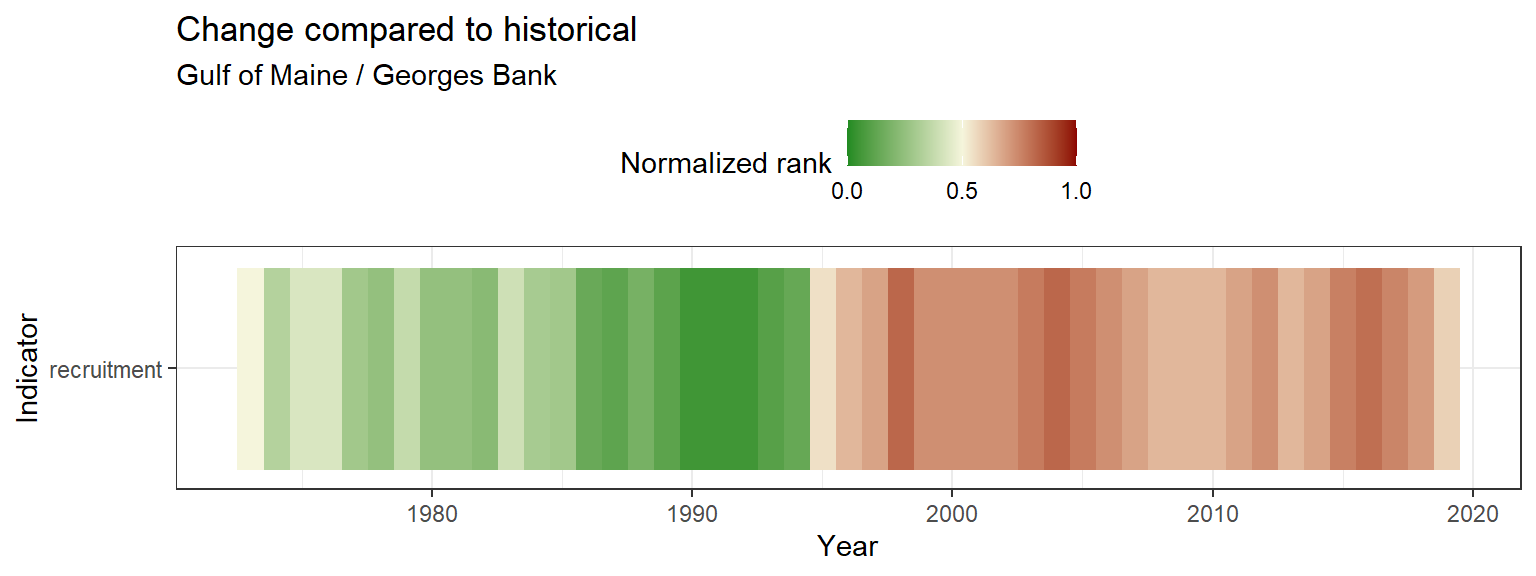 Change compared to historical
Gulf of Maine / Georges Bank
Normalized rank
0.0 0.5 1.0
Indicator
recruitment
1980 1990 2000 2010 2020
Year